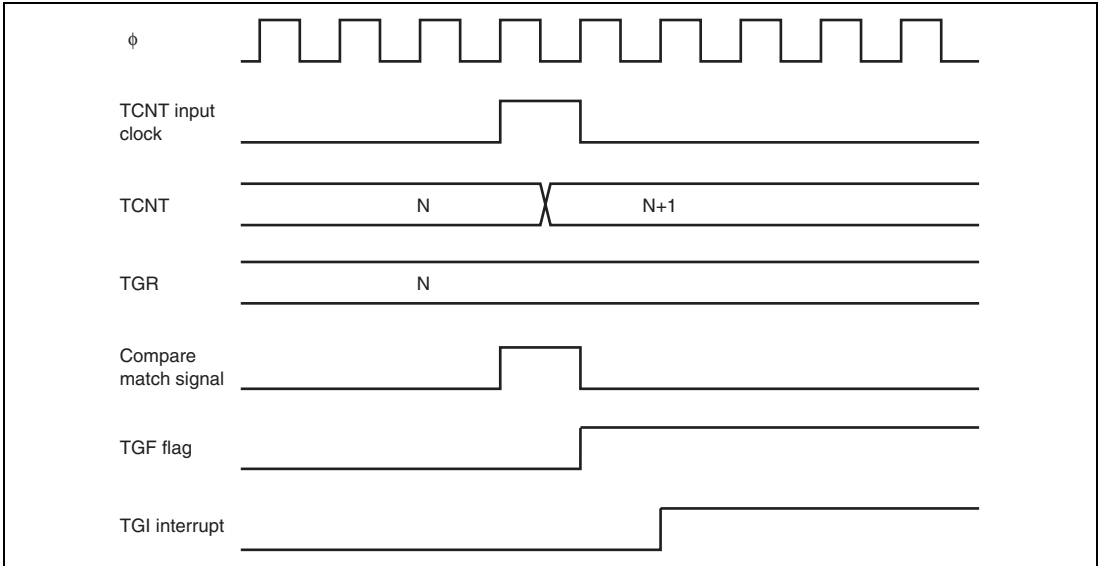 ϕ
TCNT input
clock
TCNT
N
N+1
TGR
N
Compare
match signal
TGF flag
TGI interrupt